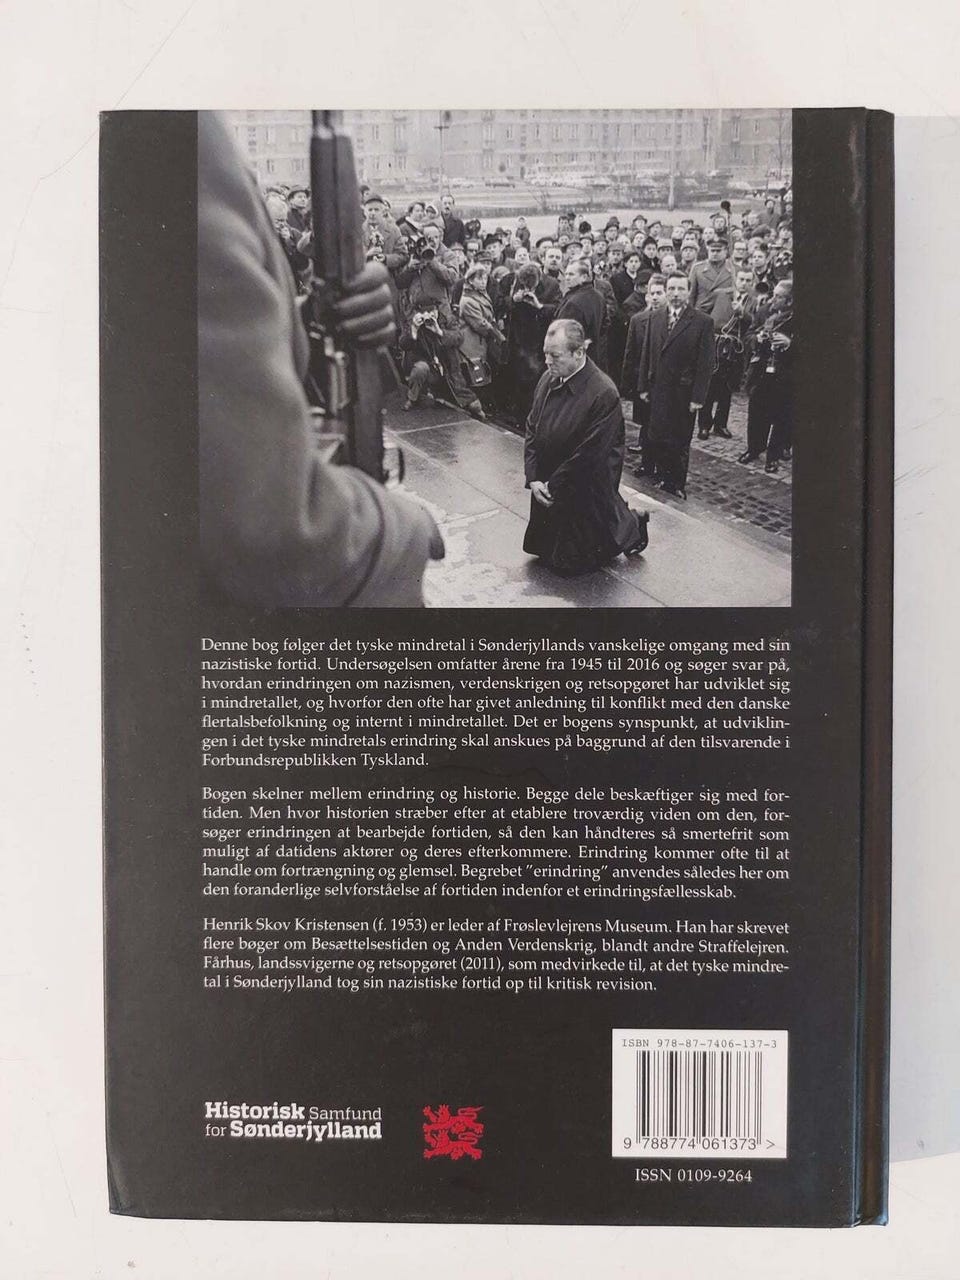 Denne bog følger det tyske mindretal i Sønderjyllands vanskelige omgang med sin
nazistiske fortid. Undersøgelsen omfatter årene fra 1945 til 2016 og søger svar på,
hvordan erindringen om nazismen, verdenskrigen og retsopgøret har udviklet sig
i mindretallet, og hvorfor den ofte har givet anledning til konflikt med den danske
flertalsbefolkning og internt i mindretallet. Det er bogens synspunkt, at udviklin-
gen i det tyske mindretals erindring skal anskues på baggrund af den tilsvarende i
Forbundsrepublikken Tyskland.
Bogen skelner mellem erindring og historie. Begge dele beskæftiger sig med for-
tiden. Men hvor historien stræber efter at etablere troværdig viden om den, for-
søger erindringen at bearbejde fortiden, så den kan håndteres så smertefrit som
muligt af datidens aktører og deres efterkommere. Erindring kommer ofte til at
handle om fortrængning og glemsel. Begrebet ”erindring” anvendes således her om
den foranderlige selvforståelse af fortiden indenfor et erindringsfællesskab.
Henrik Skov Kristensen (f. 1953) er leder af Frøslevlejrens Museum. Han har skrevet
flere bøger om Besættelsestiden og Anden Verdenskrig, blandt andre Straffelejren.
Fårhus, landssvigerne og retsopgøret (2011), som medvirkede til, at det tyske mindre-
tal i Sønderjylland tog sin nazistiske fortid op til kritisk revision.
Historisk Samfund
for Sønderjylland
ISBN 978-87-7406-137-3
9 788774 061373 >
ISSN 0109-9264